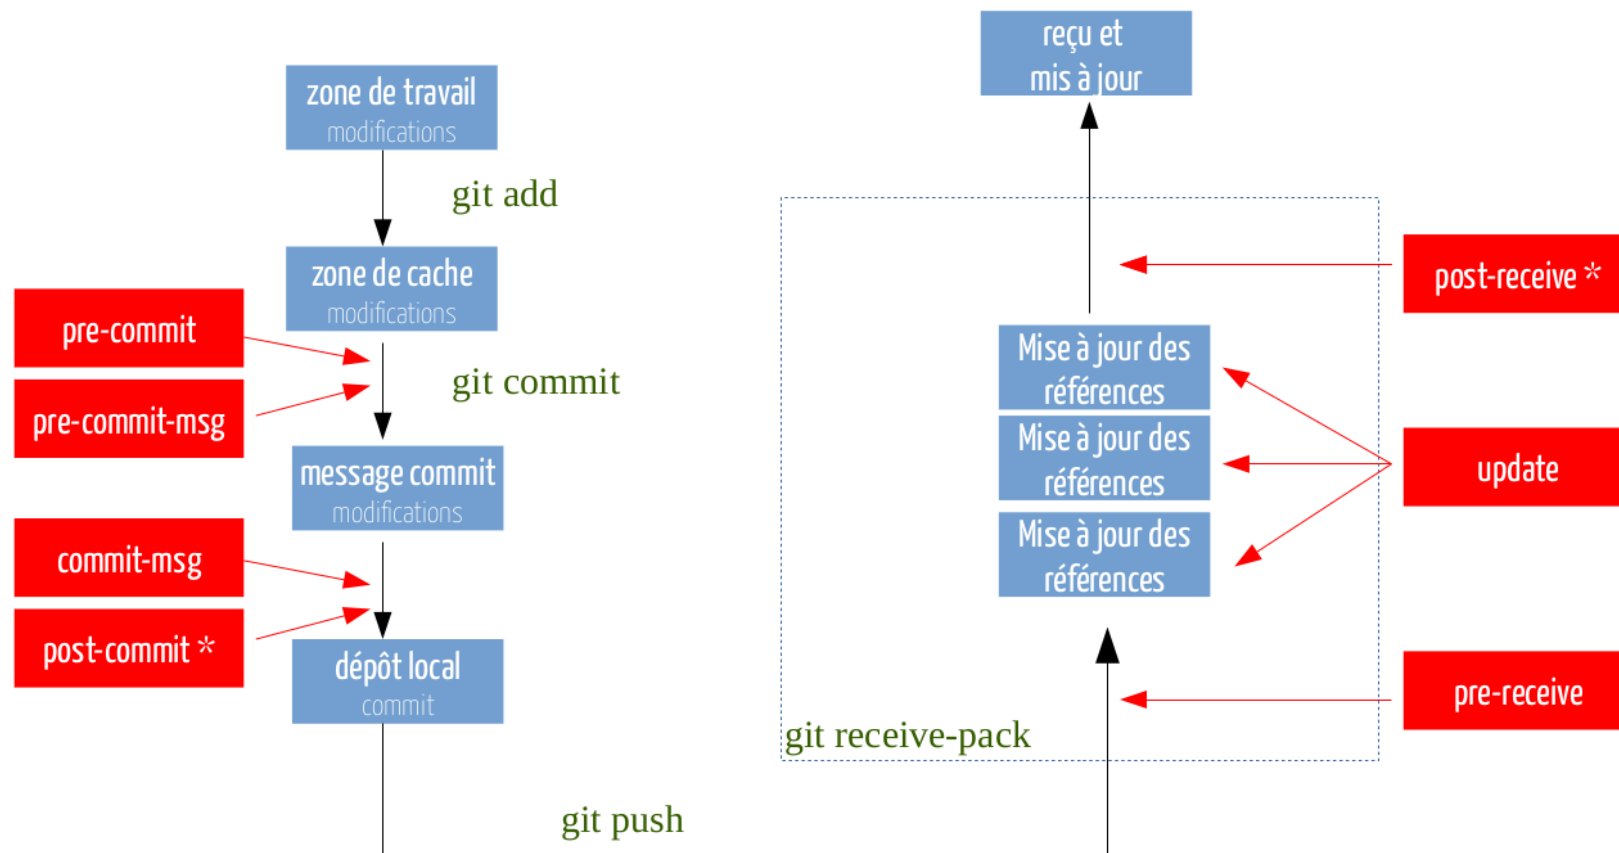 zone de travail
modifications
git add
zone de cache
modifications
pre-commit
pre-commit-msg
git commit
message commit
modifications
commit-msg
post-commit *
dépôt local
commit
git push
reçu et
mis à jour
post-receive *
Mise à jour des
références
Mise à jour des
références
Mise à jour des
références
update
pre-receive
git receive-pack